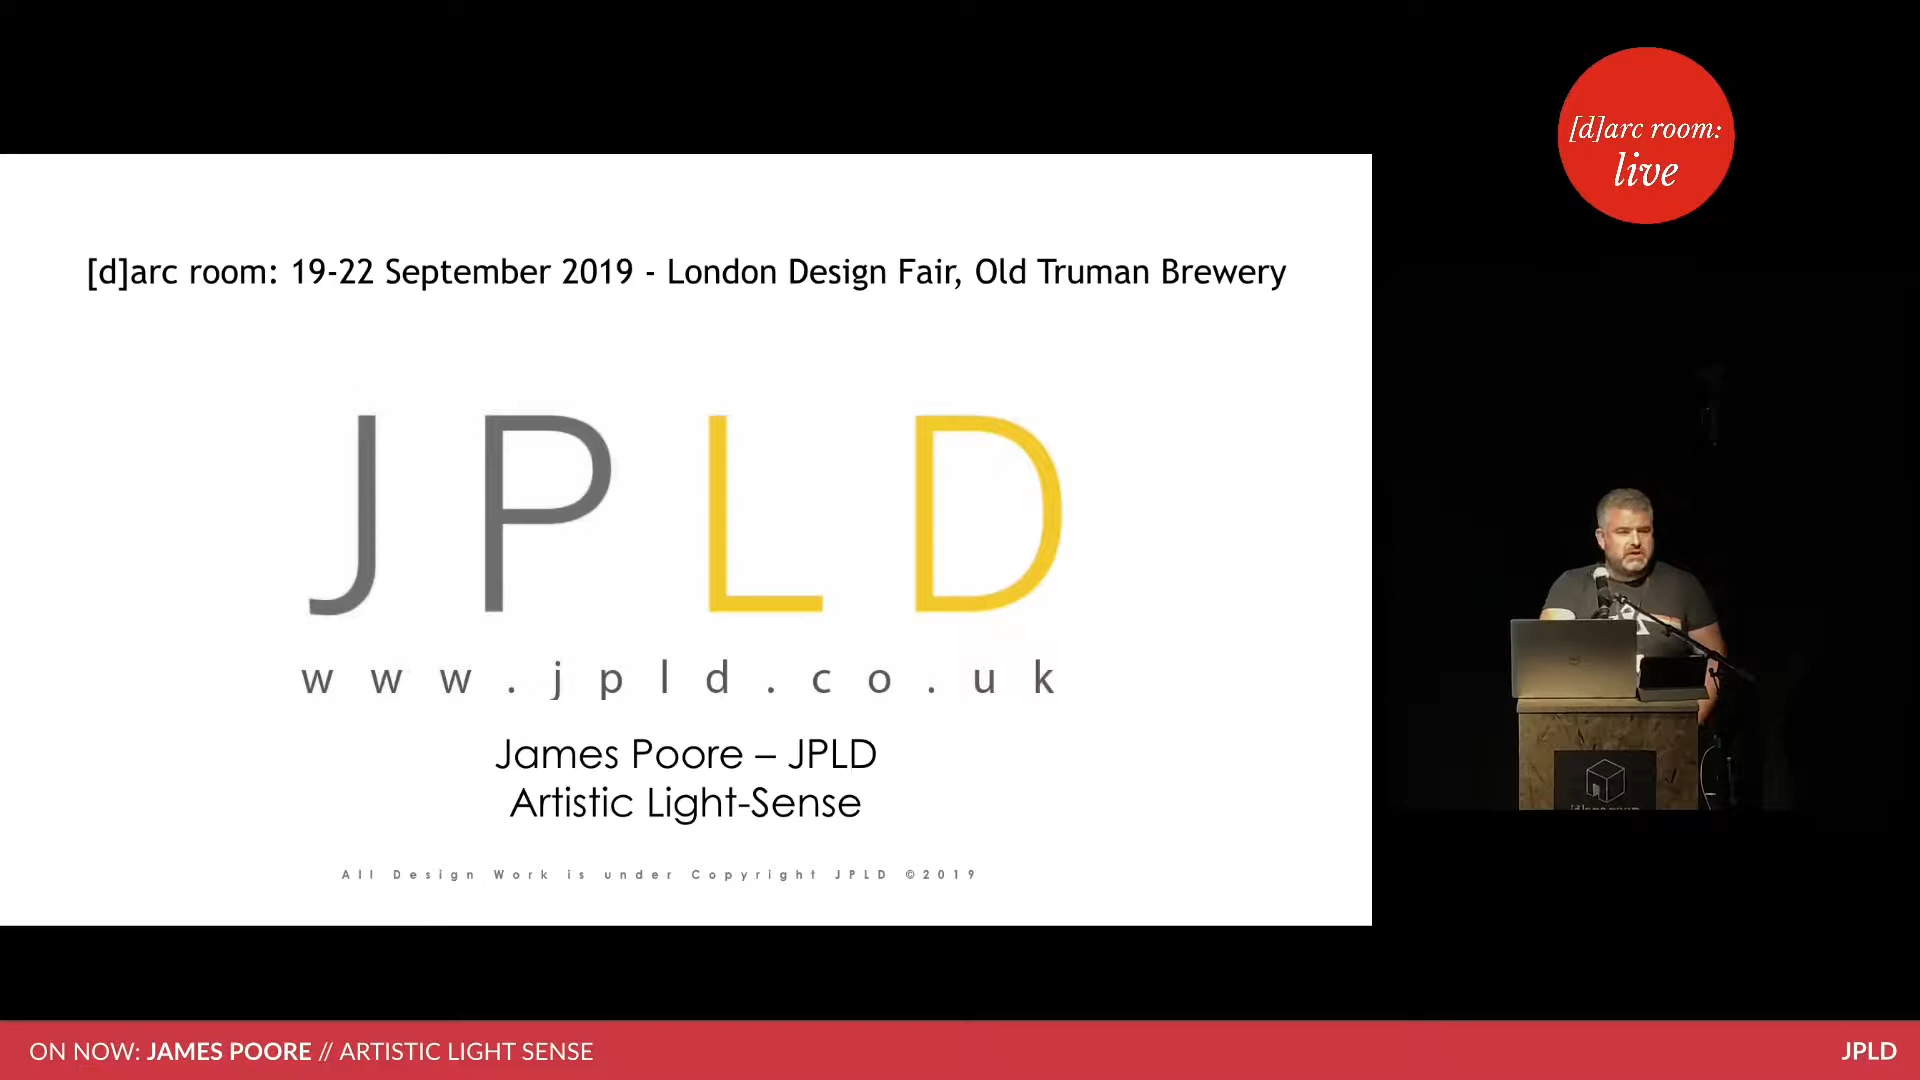 [d]arc room:
live
[d]arc room: 19-22 September 2019 - London Design Fair, Old Truman Brewery
JPLD
www.jpld.co.uk
James Poore – JPLD
Artistic Light-Sense
All Design Work is under Copyright JPLD ©2019
ON NOW: JAMES POORE // ARTISTIC LIGHT SENSE
JPLD